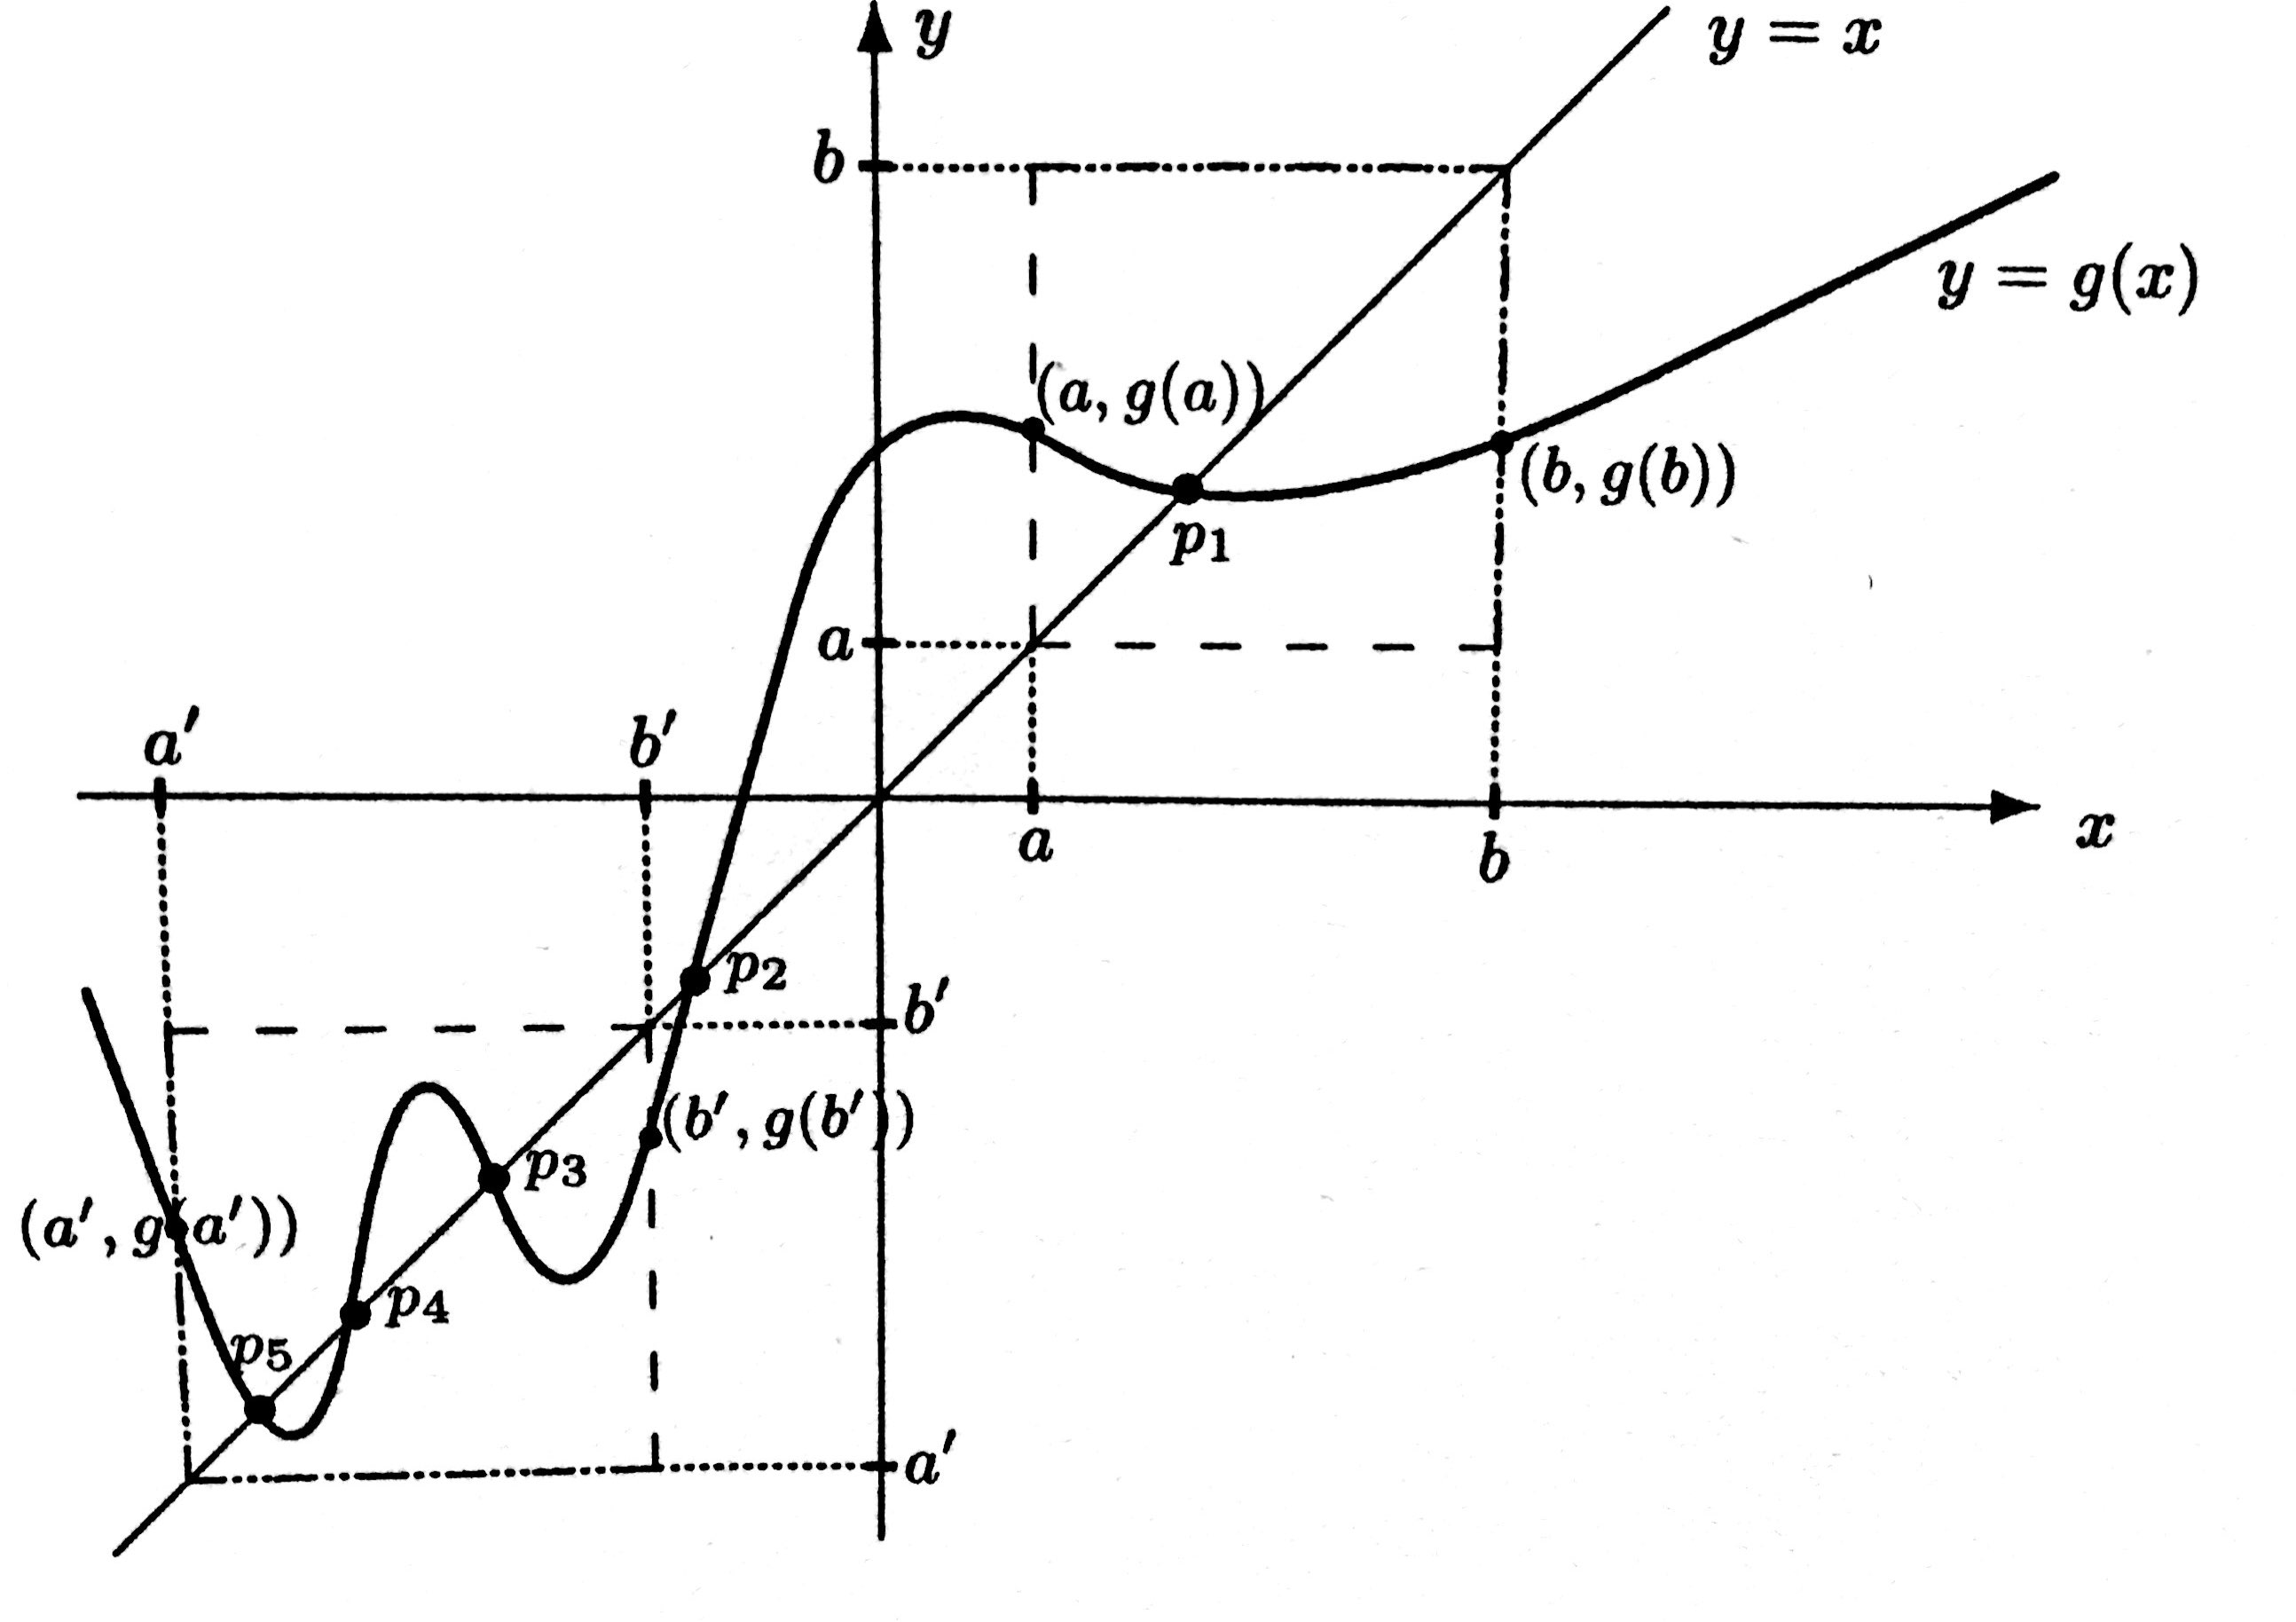 y
y = x
b
y = g(x)
(a, g(a))
(b, g(b))
p1
a
a′
b′
a
b
x
p2
b′
(b′, g(b′))
p3
(a′, g(a′))
p4
p5
a′